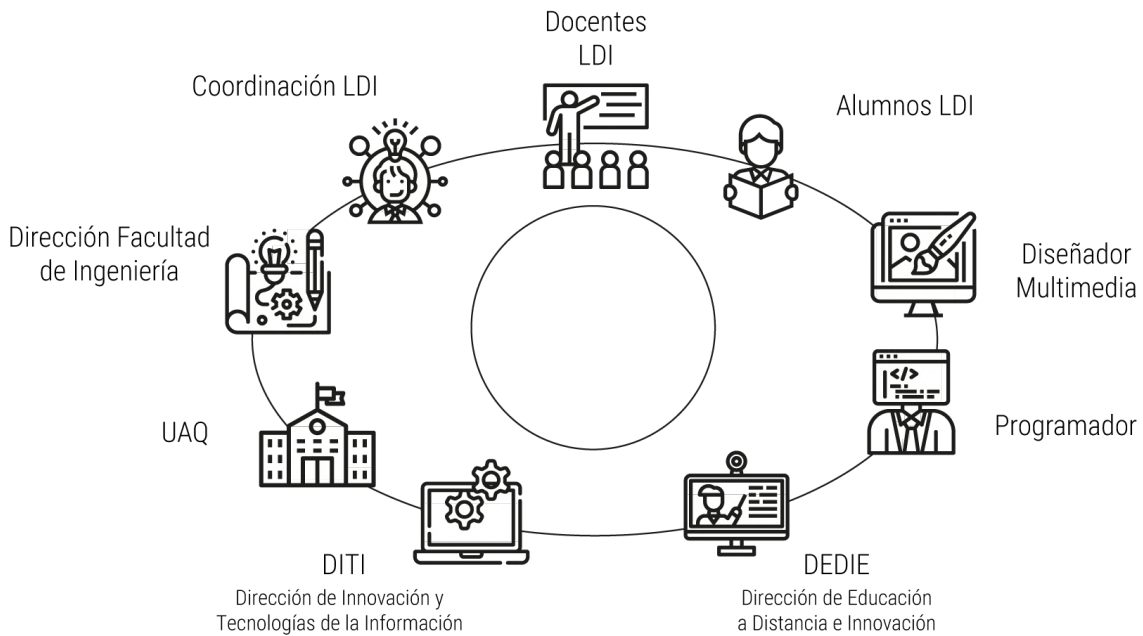 Docentes
LDI
Coordinación LDI
Alumnos LDI
Dirección Facultad
de Ingeniería
Diseñador
Multimedia
UAQ
Programador
DITI
Dirección de Innovación y
Tecnologías de la Información
DEDIE
Dirección de Educación
a Distancia e Innovación